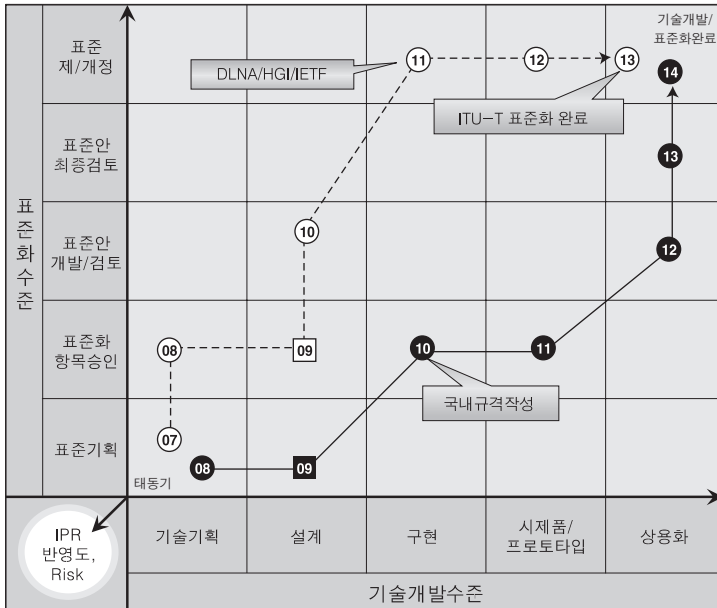 기술개발/
표준화완료
표준
제/개정
DLNA/HGI/IETF
11
12
13
14
ITU-T 표준화 완료
표준안
최종검토
13
표준화수준
표준안
개발/검토
10
12
표준화
항목승인
08
09
10
11
국내규격작성
표준기획
07
08
09
태동기
IPR
반영도,
Risk
기술기획
설계
구현
시제품/
프로토타입
상용화
기술개발수준